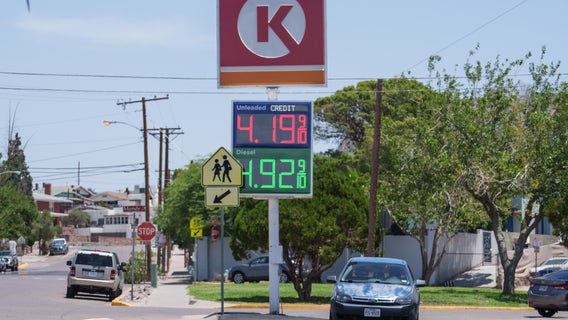 K
Unleaded CREDIT
4.19 9/10
Diesel
4.92 9/10
STOP